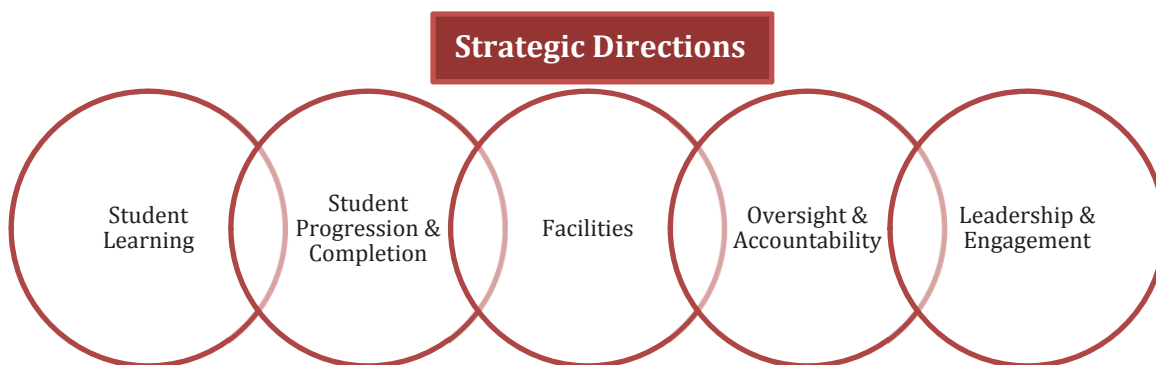 Strategic Directions
Student
Learning
Student
Progression &
Completion
Facilities
Oversight &
Accountability
Leadership &
Engagement